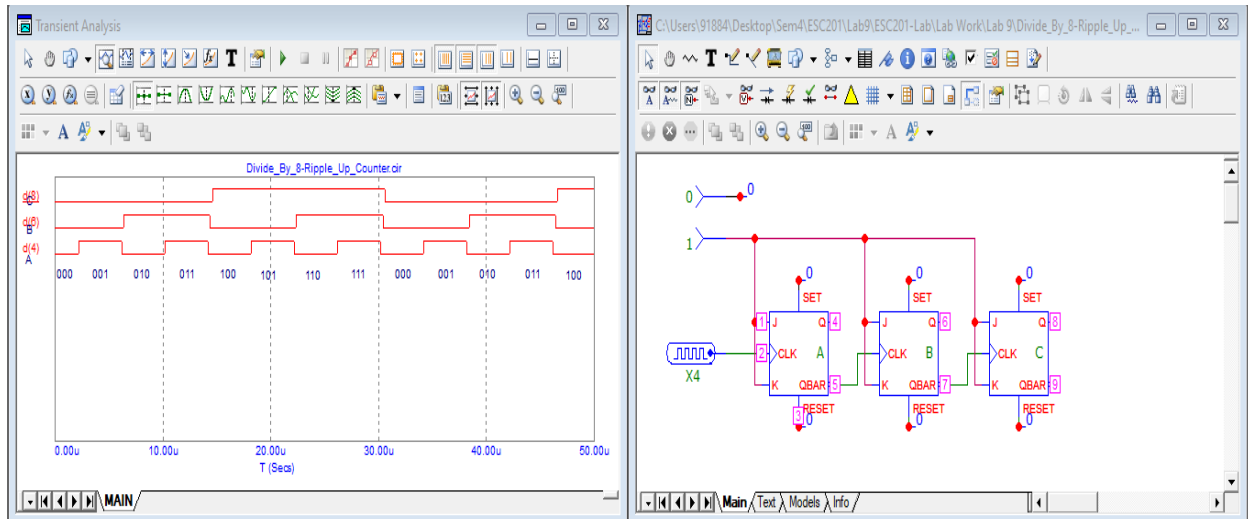 Transient Analysis
T
Divide_By_8-Ripple_Up_Counter.cir
d(8)
C
d(6)
B
d(4)
A
000 001 010 011 100 101 110 111 000 001 010 011 100
0.00u 10.00u 20.00u 30.00u 40.00u 50.00u
T (Secs)
MAIN
C:\Users\91884\Desktop\Sem4\ESC201\Lab9\ESC201-Lab\Lab Work\Lab 9\Divide_By_8-Ripple_Up_...
0 0
1
0 0 0
SET SET SET
1 J Q 4 J Q 6 J Q 8
2 CLK A CLK B CLK C
X4
K QBAR 5 K QBAR 7 K QBAR 9
3 RESET RESET RESET
0 0 0
Main Text Models Info